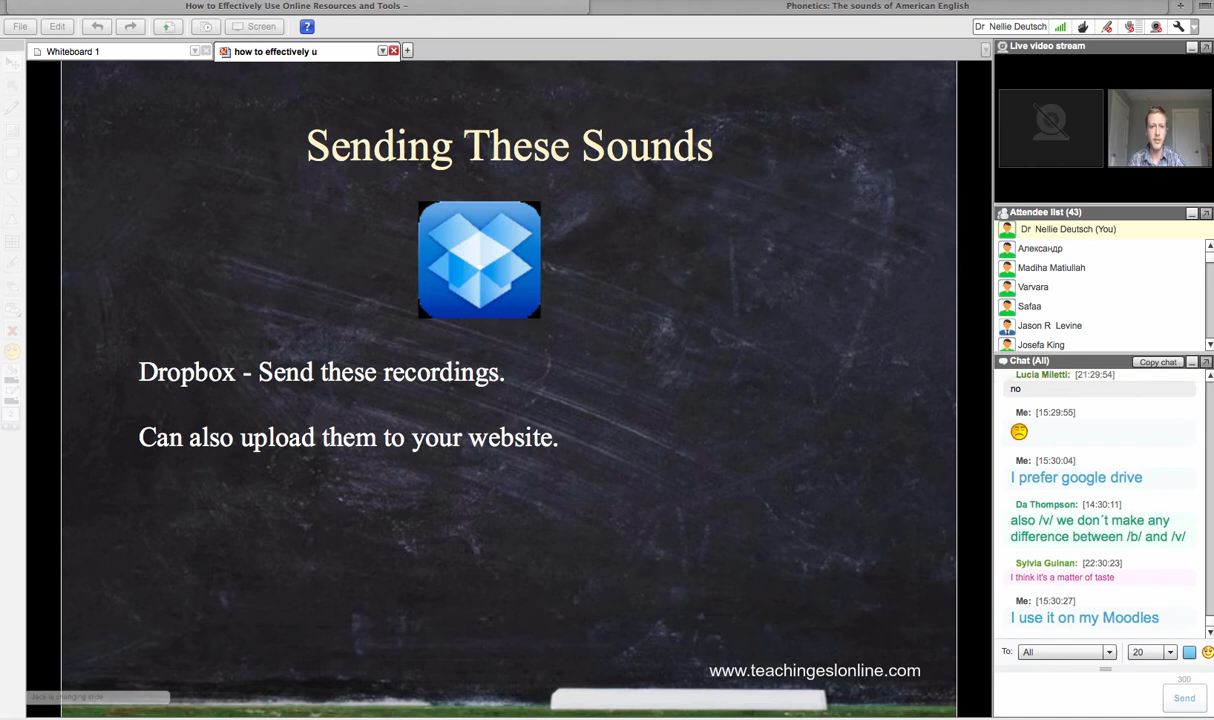 How to Effectively Use Online Resources and Tools –
Phonetics: The sounds of American English
File
Edit
Screen
?
Dr Nellie Deutsch
Whiteboard 1
how to effectively u
Sending These Sounds
Dropbox - Send these recordings.
Can also upload them to your website.
www.teachingeslonline.com
Jack is changing slide
Live video stream
Attendee list (43)
Dr Nellie Deutsch (You)
Александр
Madiha Matiullah
Varvara
Safaa
Jason R Levine
Josefa King
Chat (All)
Copy chat
Lucia Miletti: [21:29:54]
no
Me: [15:29:55]
Me: [15:30:04]
I prefer google drive
Da Thompson: [14:30:11]
also /v/ we don´t make any
difference between /b/ and /v/
Sylvia Guinan: [22:30:23]
I think it's a matter of taste
Me: [15:30:27]
I use it on my Moodles
To:
All
20
300
Send